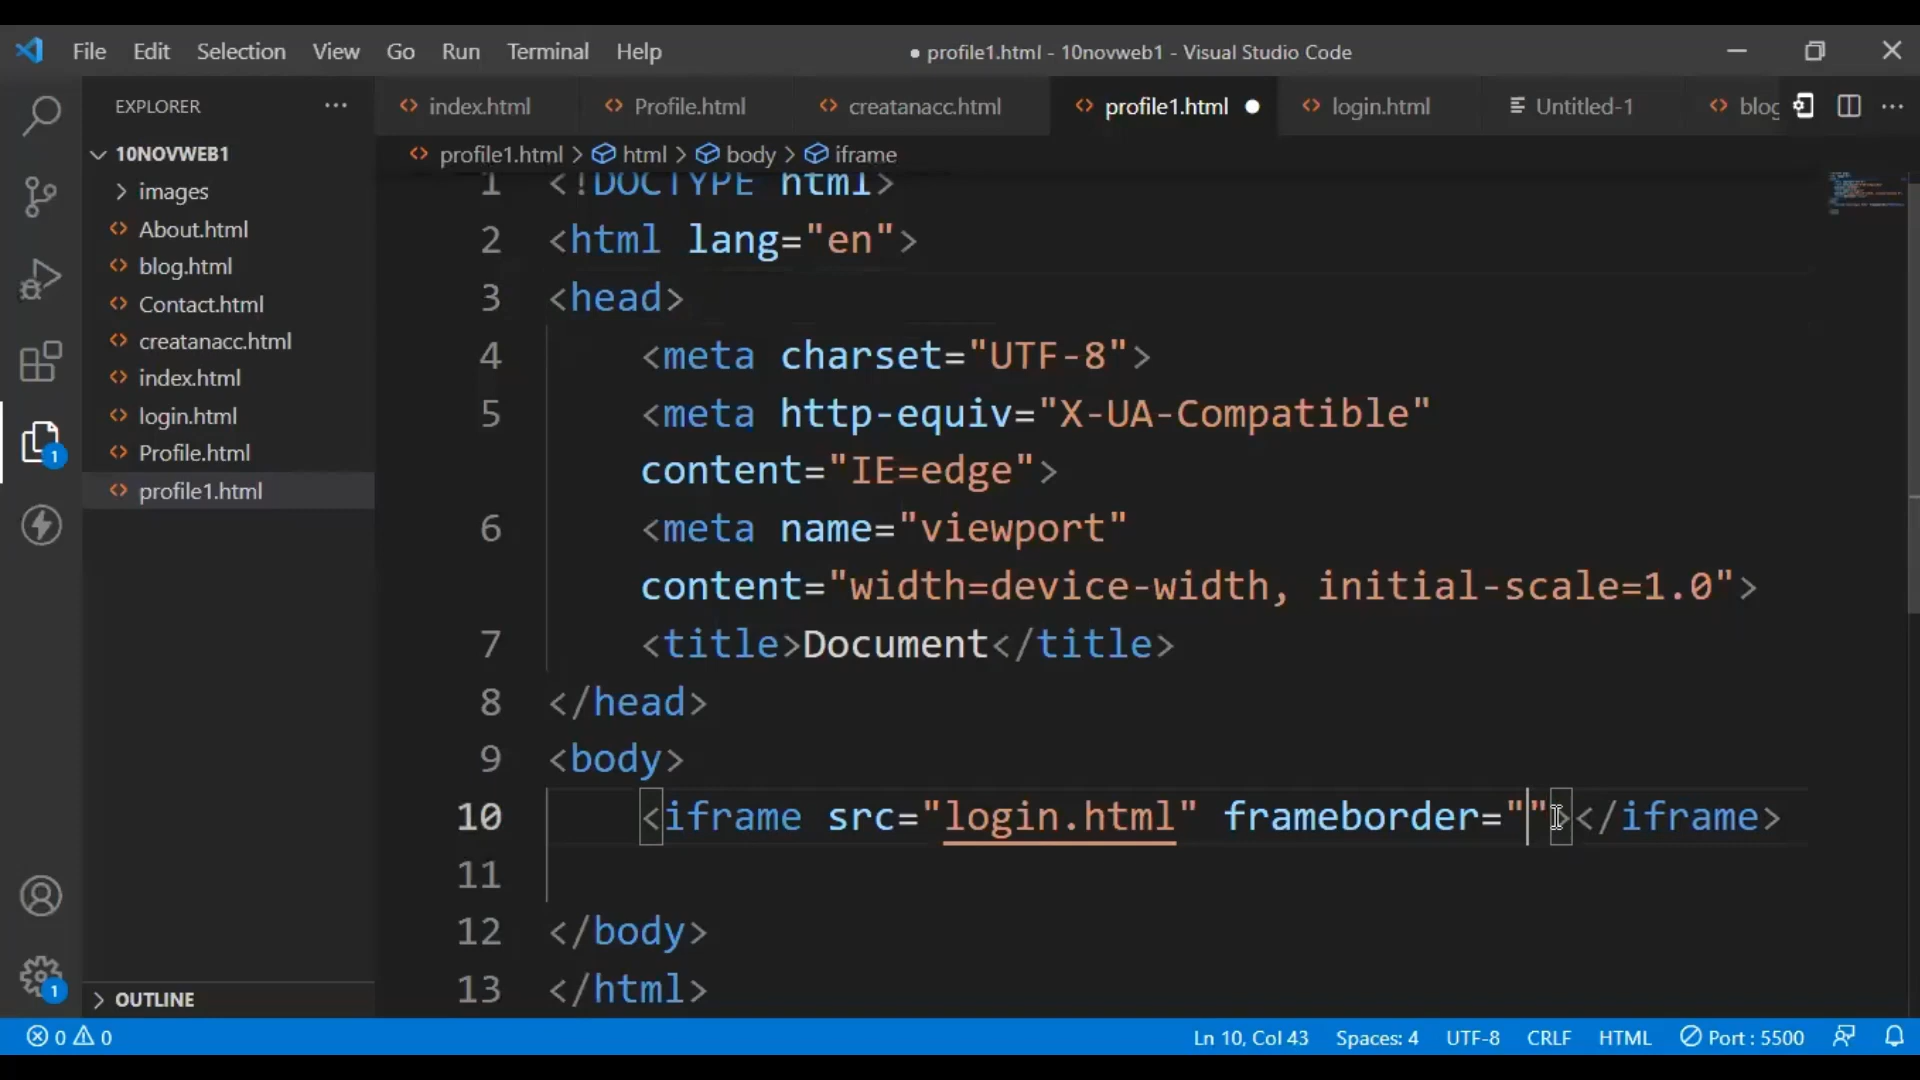 File Edit Selection View Go Run Terminal Help
● profile1.html - 10novweb1 - Visual Studio Code
EXPLORER
index.html
Profile.html
creatanacc.html
profile1.html
login.html
Untitled-1
blog
profile1.html > html > body > iframe
10NOVWEB1
images
About.html
blog.html
Contact.html
creatanacc.html
index.html
login.html
Profile.html
profile1.html
OUTLINE
1 <!DOCTYPE html>
2 <html lang="en">
3 <head>
4 <meta charset="UTF-8">
5 <meta http-equiv="X-UA-Compatible"
content="IE=edge">
6 <meta name="viewport"
content="width=device-width, initial-scale=1.0">
7 <title>Document</title>
8 </head>
9 <body>
10 <iframe src="login.html" frameborder=""></iframe>
11
12 </body>
13 </html>
1
1
0 0
Ln 10, Col 43 Spaces: 4 UTF-8 CRLF HTML Port : 5500